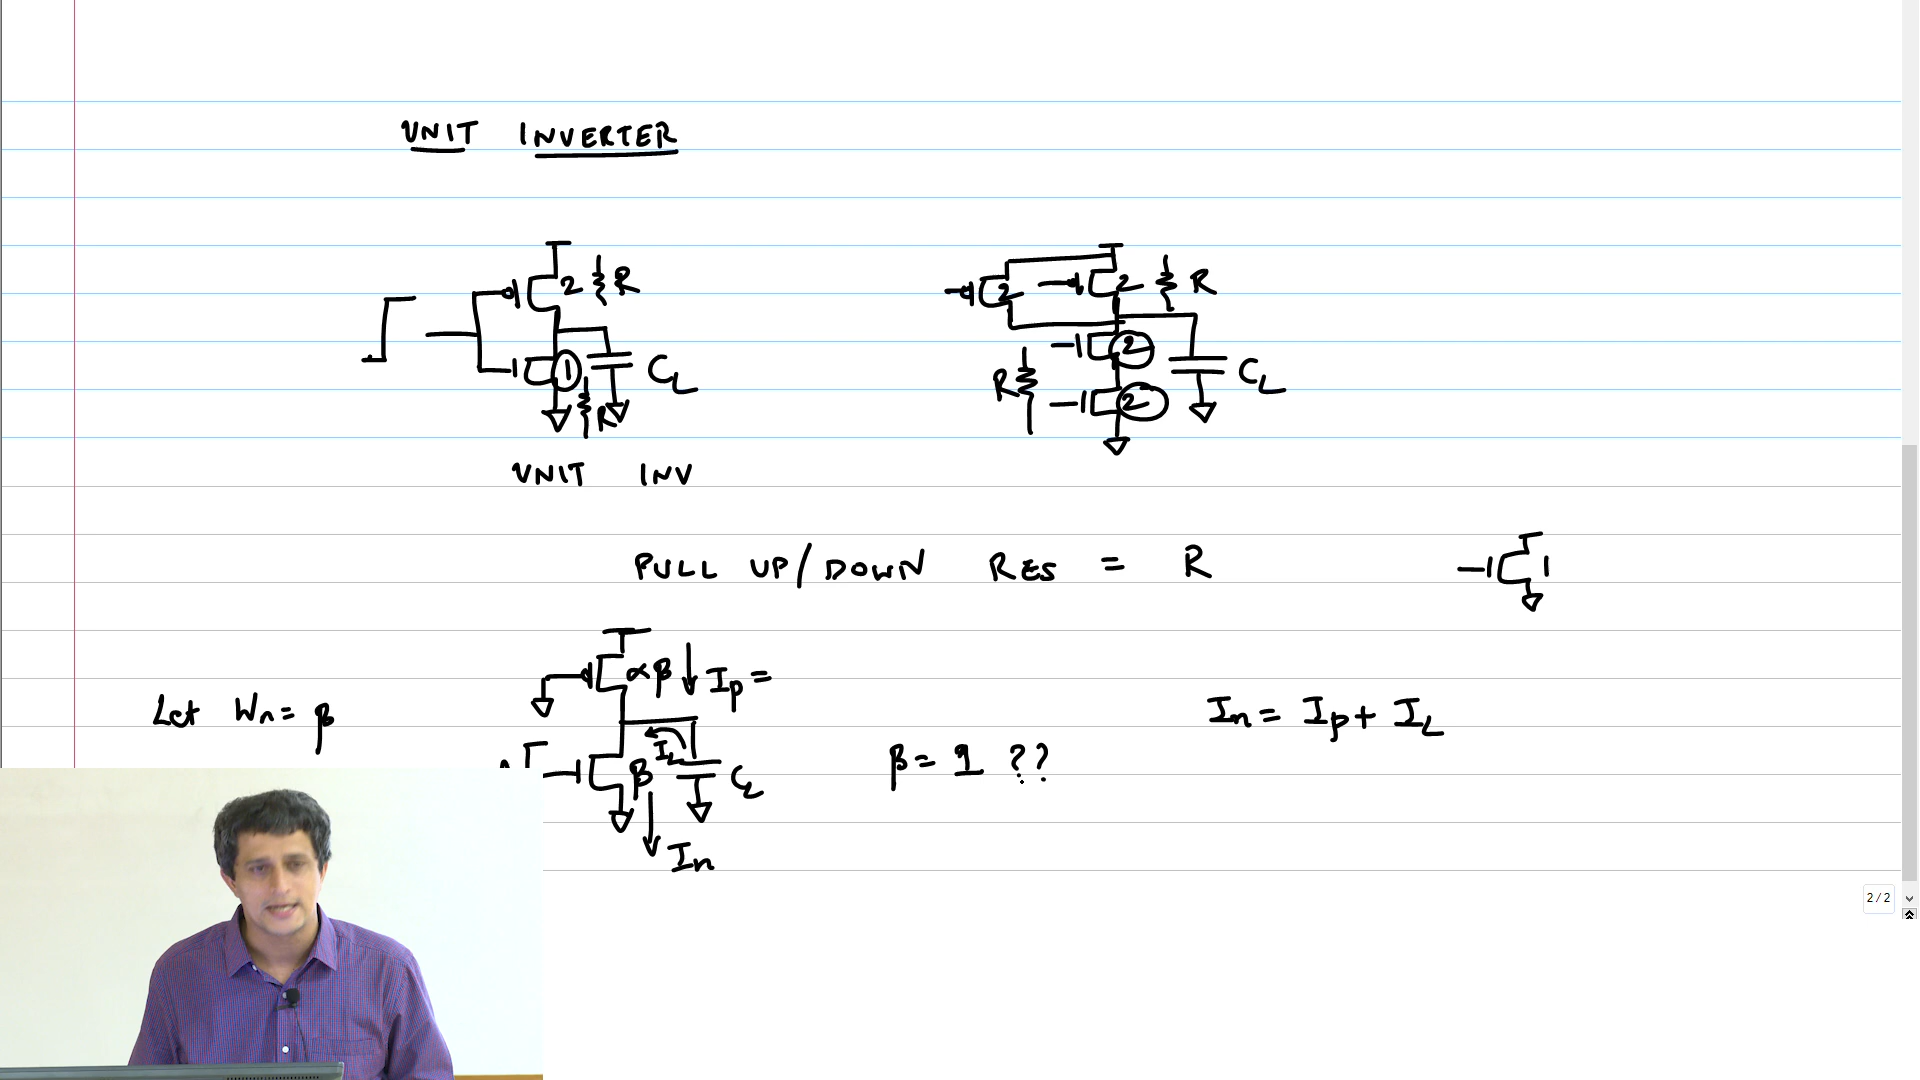 UNIT INVERTER
2 R 2 2 R
1 CL R 2 CL
R 2
UNIT INV
PULL UP/DOWN RES = R
1
αβ Ip =
Let Wn = β In = Ip + IL
IL β CL β = 1 ??
In
2 / 2